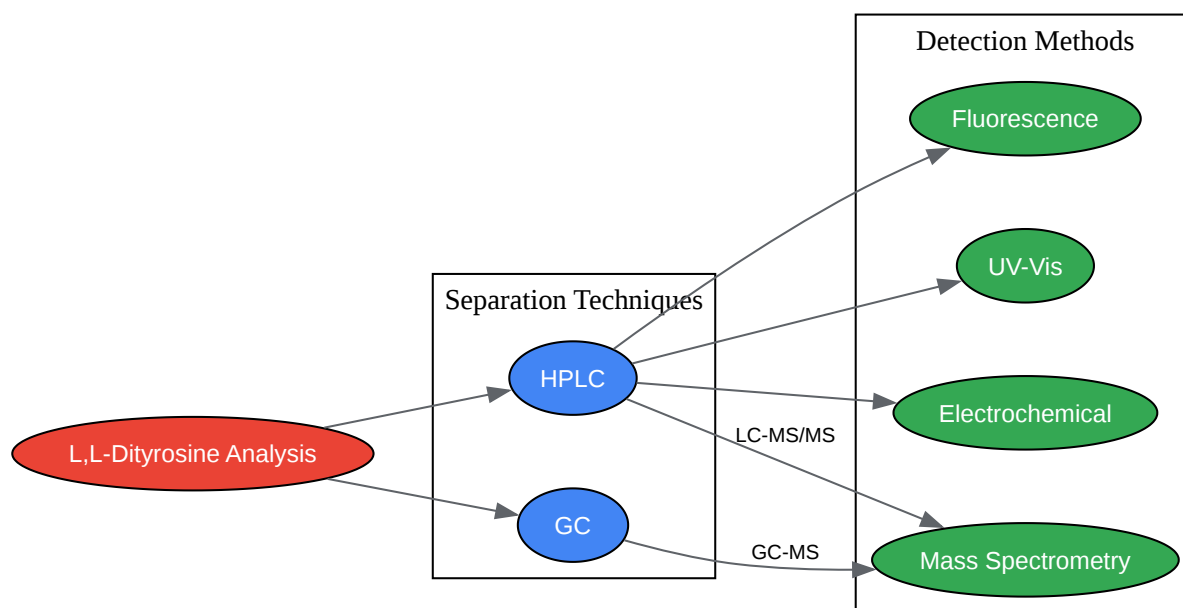 Detection Methods
Fluorescence
UV-Vis
Separation Techniques
HPLC
Electrochemical
LC-MS/MS
L,L-Dityrosine Analysis
GC
GC-MS
Mass Spectrometry